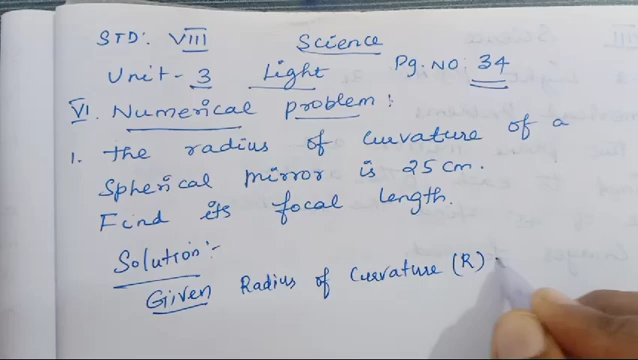 STD: VIII Science
Unit - 3 Light Pg. NO: 34
VI. Numerical problem:
1. the radius of curvature of a
Spherical mirror is 25 cm.
Find its focal length.
Solution:-
Given Radius of Curvature (R)